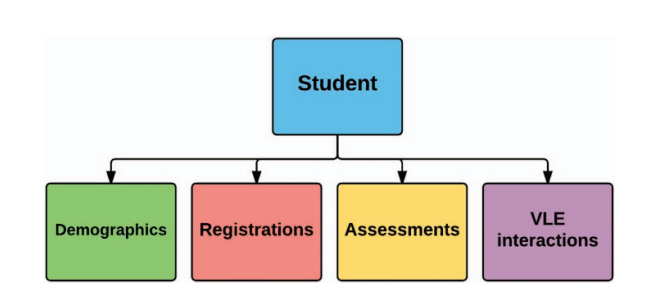 Student
Demographics
Registrations
Assessments
VLE
interactions